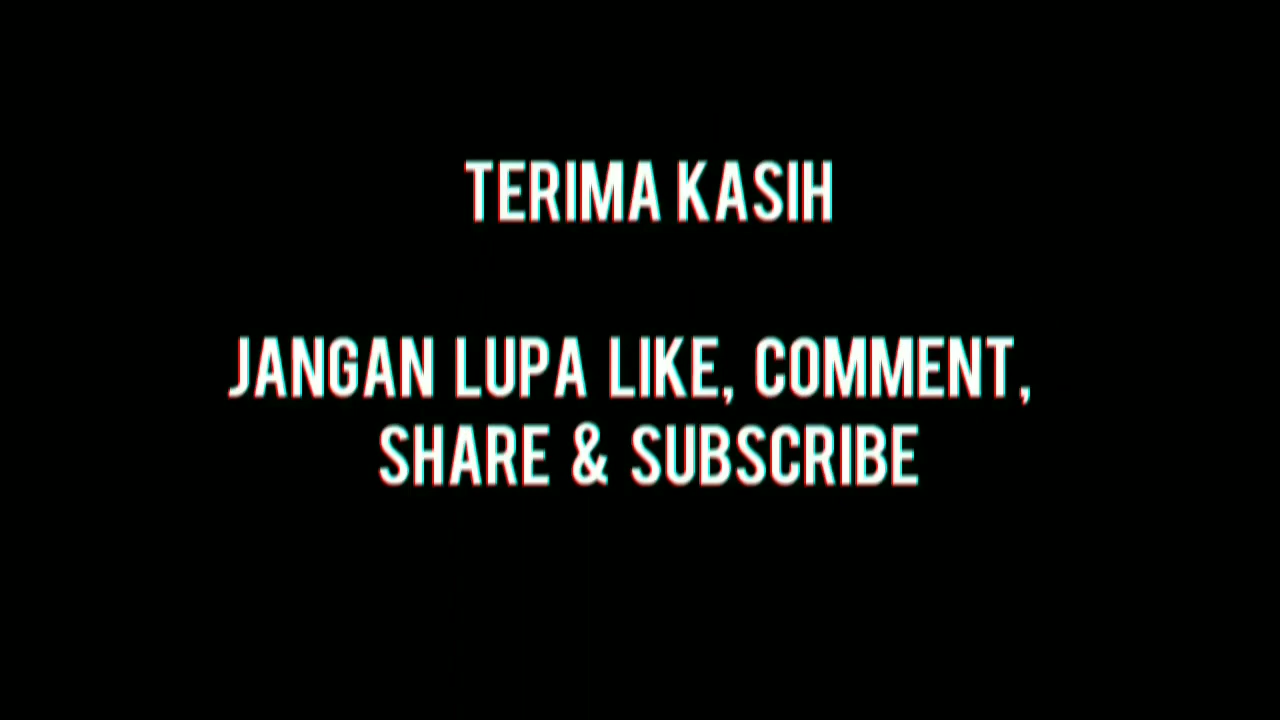 TERIMA KASIH
JANGAN LUPA LIKE, COMMENT,
SHARE & SUBSCRIBE